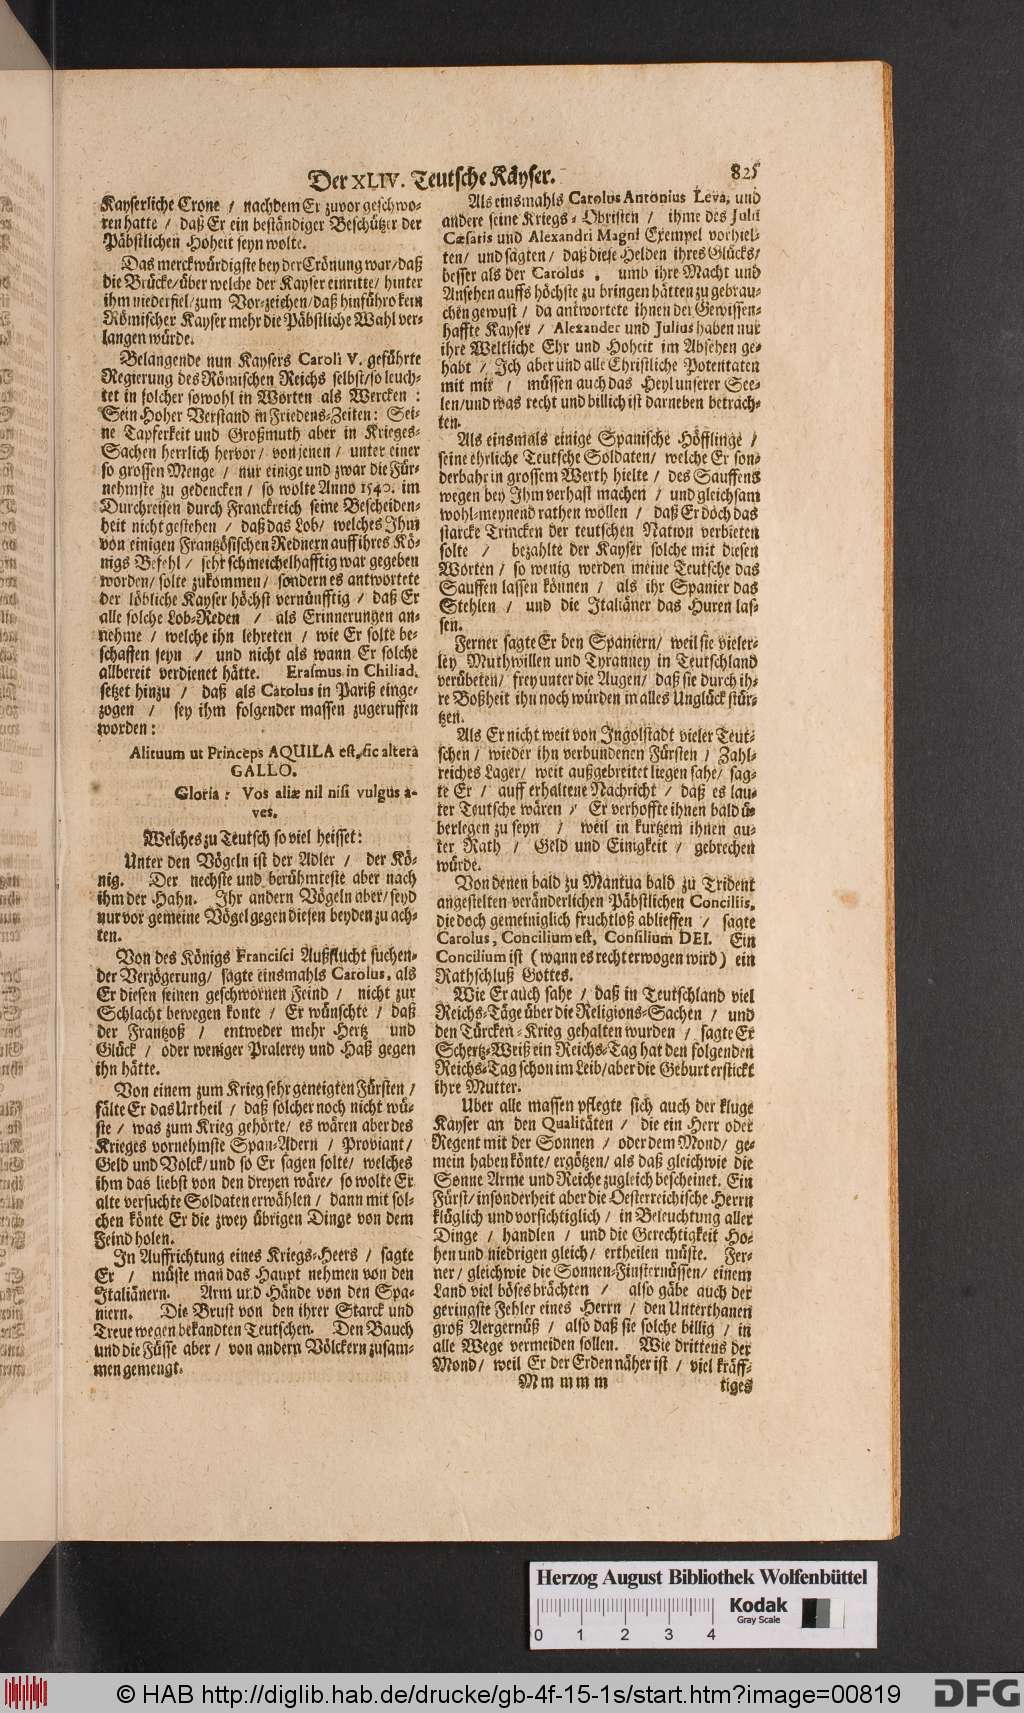 Der XLIV. Teutsche Käyser. 825
Kayserliche Crone / nachdem Er zuvor geschwo-
ren hatte / daß Er ein beständiger Beschützer der
Päbstlichen Hoheit seyn wolte.
Das merckwürdigste bey der Crönung war / daß
die Brücke / über welche der Kayser einritte / hinter
ihm niederfiel / zum Vor-zeichen / daß hinführo kein
Römischer Kayser mehr die Päbstliche Wahl ver-
langen würde.
Belangende nun Kaysers Caroli V. geführte
Regierung des Römischen Reichs selbst / so leuch-
tet in solcher sowohl in Worten als Wercken :
Sein Hoher Verstand in Friedens-Zeiten: Sei-
ne Tapferkeit und Großmuth aber in Krieges-
Sachen herrlich hervor / von jenen / unter einer
so grossen Menge / nur einige und zwar die Für-
nehmste zu gedencken / so wolte Anno 1540. im
Durchreisen durch Franckreich seine Bescheiden-
heit nicht gestehen / daß das Lob / welches Ihm
von einigen Frantzösischen Rednern auff ihres Kö-
nigs Befehl / sehr schmeichelhafftig war gegeben
worden / solte zukommen / sondern es antwortete
der löbliche Kayser höchst vernünfftig / daß Er
alle solche Lob-Reden / als Erinnerungen an-
nehme / welche ihn lehreten / wie Er solte be-
schaffen seyn / und nicht als wann Er solche
allbereit verdienet hätte. Erasmus in Chiliad.
setzet hinzu / daß als Carolus in Pariß einge-
zogen / sey ihm folgender massen zugeruffen
worden :
Alituum ut Princeps AQUILA est, sic altera
GALLO.
Gloria : Vos aliæ nil nisi vulgus a-
ves.
Welches zu Teutsch so viel heisset:
Unter den Vögeln ist der Adler / der Kö-
nig. Der nechste und berühmteste aber nach
ihm der Hahn. Ihr andern Vögeln aber / seyd
nur vor gemeine Vögel gegen diesen beyden zu ach-
ten.
Von des Königs Francisci Außflucht suchen-
der Verzögerung / sagte einsmahls Carolus, als
Er diesen seinen geschwornen Feind / nicht zur
Schlacht bewegen konte / Er wünschte / daß
der Frantzoß / entweder mehr Hertz und
Glück / oder weniger Pralerey und Haß gegen
ihn hätte.
Von einem zum Krieg sehr geneigten Fürsten /
fälte Er das Urtheil / daß solcher noch nicht wü-
ste / was zum Krieg gehörte / es wären aber des
Krieges vornehmste Span-Adern / Proviant /
Geld und Volck / und so Er sagen solte / welches
ihm das liebst von den dreyen wäre / so wolte Er
alte versuchte Soldaten erwählen / dann mit sol-
chen könte Er die zwey übrigen Dinge von dem
Feind holen.
In Auffrichtung eines Kriegs-Heers / sagte
Er / müste man das Haupt nehmen von den
Italiänern. Arm und Hände von den Spa-
niern. Die Brust von den ihrer Starck und
Treue wegen bekandten Teutschen. Den Bauch
und die Füsse aber / von andern Völckern zusam-
men gemengt.
Als einsmahls Carolus Antonius Leva, und
andere seine Kriegs-Obristen / ihme des Julii
Cæsaris und Alexandri Magni Exempel vorhiel-
ten / und sagten / daß diese Helden ihres Glücks /
besser als der Carolus , umb ihre Macht und
Ansehen auffs höchste zu bringen hätten zu gebrau-
chen gewust / da antwortete ihnen der Gewissen-
haffte Kayser / Alexander und Julius haben nur
ihre Weltliche Ehr und Hoheit im Absehen ge-
habt / Ich aber und alle Christliche Potentaten
mit mir / müssen auch das Heyl unserer See-
len / und was recht und billich ist darneben betrach-
ten.
Als einsmals einige Spanische Höfflinge /
seine ehrliche Teutsche Soldaten / welche Er son-
derbahr in grossem Werth hielte / des Sauffens
wegen bey Ihm verhast machen / und gleichsam
wohl-meynend rathen wollen / daß Er doch das
starcke Trincken der teutschen Nation verbieten
solte / bezahlte der Kayser solche mit diesen
Worten / so wenig werden meine Teutsche das
Sauffen lassen können / als ihr Spanier das
Stehlen / und die Italiäner das Huren las-
sen.
Ferner sagte Er den Spaniern / weil sie vieler-
ley Muthwillen und Tyranney in Teutschland
verübeten / frey unter die Augen / daß sie durch ih-
re Boßheit ihn noch würden in alles Unglück stür-
tzen.
Als Er nicht weit von Ingolstadt vieler Teut-
schen / wieder ihn verbundenen Fürsten / Zahl-
reiches Lager / weit außgebreitet liegen sahe / sag-
te Er / auff erhaltene Nachricht / daß es lau-
ter Teutsche wären / Er verhoffte ihnen bald ü-
berlegen zu seyn / weil in kurtzem ihnen gu-
ter Rath / Geld und Einigkeit / gebrechen
würde.
Von denen bald zu Mantua bald zu Trident
angestelten veränderlichen Päbstlichen Conciliis,
die doch gemeiniglich fruchtloß ablieffen / sagte
Carolus, Concilium est, Consilium DEI. Ein
Concilium ist (wann es recht erwogen wird) ein
Rathschluß Gottes.
Wie Er auch sahe / daß in Teutschland viel
Reichs-Täge über die Religions-Sachen / und
den Türcken-Krieg gehalten wurden / sagte Er
Schertz-Weiß ein Reichs-Tag hat den folgenden
Reichs-Tag schon im Leib / aber die Geburt erstickt
ihre Mutter.
Uber alle massen pflegte sich auch der kluge
Kayser an den Qualitäten / die ein Herr oder
Regent mit der Sonnen / oder dem Mond / ge-
mein haben könte / ergötzen / als daß gleichwie die
Sonne Arme und Reiche zugleich bescheinet. Ein
Fürst / insonderheit aber die Oesterreichische Herrn
klüglich und vorsichtiglich / in Beleuchtung aller
Dinge / handlen / und die Gerechtigkeit Ho-
hen und niedrigen gleich / ertheilen müste. Fer-
ner / gleichwie die Sonnen-Finsternüssen / einem
Land viel böses brächten / also gäbe auch der
geringste Fehler eines Herrn / den Unterthanen
groß Aergernüß / also daß sie solche billig / in
alle Wege vermeiden sollen. Wie drittens der
Mond / weil Er der Erden näher ist / viel kräff-
Mmmmm tiges
Herzog August Bibliothek Wolfenbüttel
Kodak
Gray Scale
0 1 2 3 4
© HAB http://diglib.hab.de/drucke/gb-4f-15-1s/start.htm?image=00819
DFG